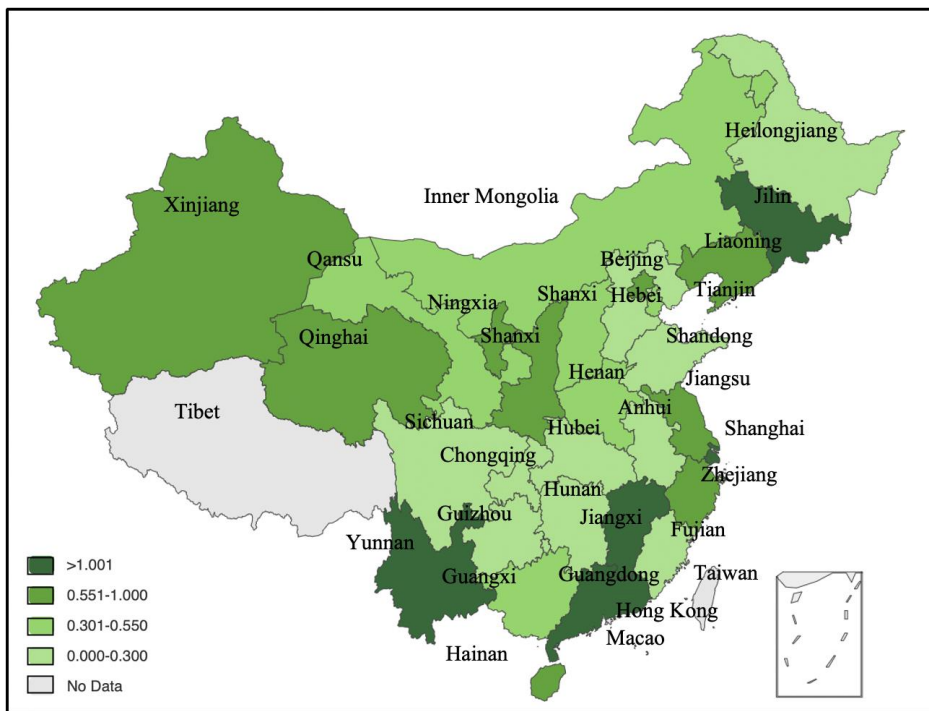 Heilongjiang
Xinjiang
Inner Mongolia
Jilin
Qansu
Beijing
Liaoning
Ningxia
Shanxi
Hebei
Tianjin
Qinghai
Shanxi
Shandong
Henan
Jiangsu
Tibet
Sichuan
Anhui
Hubei
Shanghai
Chongqing
Zhejiang
Hunan
Guizhou
Jiangxi
Fujian
Yunnan
Guangxi
Guangdong
Taiwan
Hong Kong
Macao
Hainan
>1.001
0.551-1.000
0.301-0.550
0.000-0.300
No Data